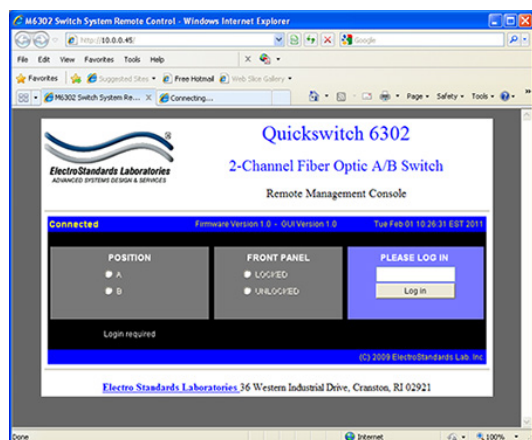 M6302 Switch System Remote Control - Windows Internet Explorer
http://10.0.0.45/
Google
File Edit View Favorites Tools Help
Favorites Suggested Sites Free Hotmail Web Slice Gallery
M6302 Switch System Re... Connecting...
Page Safety Tools
Quickswitch 6302
ElectroStandards Laboratories
ADVANCED SYSTEMS DESIGN & SERVICES
2-Channel Fiber Optic A/B Switch
Remote Management Console
Connected Firmware Version 1.0 - GUI Version 1.0 Tue Feb 01 10:26:31 EST 2011
POSITION FRONT PANEL PLEASE LOG IN
A LOCKED
B UNLOCKED Log in
Login required
(C) 2009 ElectroStandards Lab. Inc
Electro Standards Laboratories 36 Western Industrial Drive, Cranston, RI 02921
Done Internet 100%